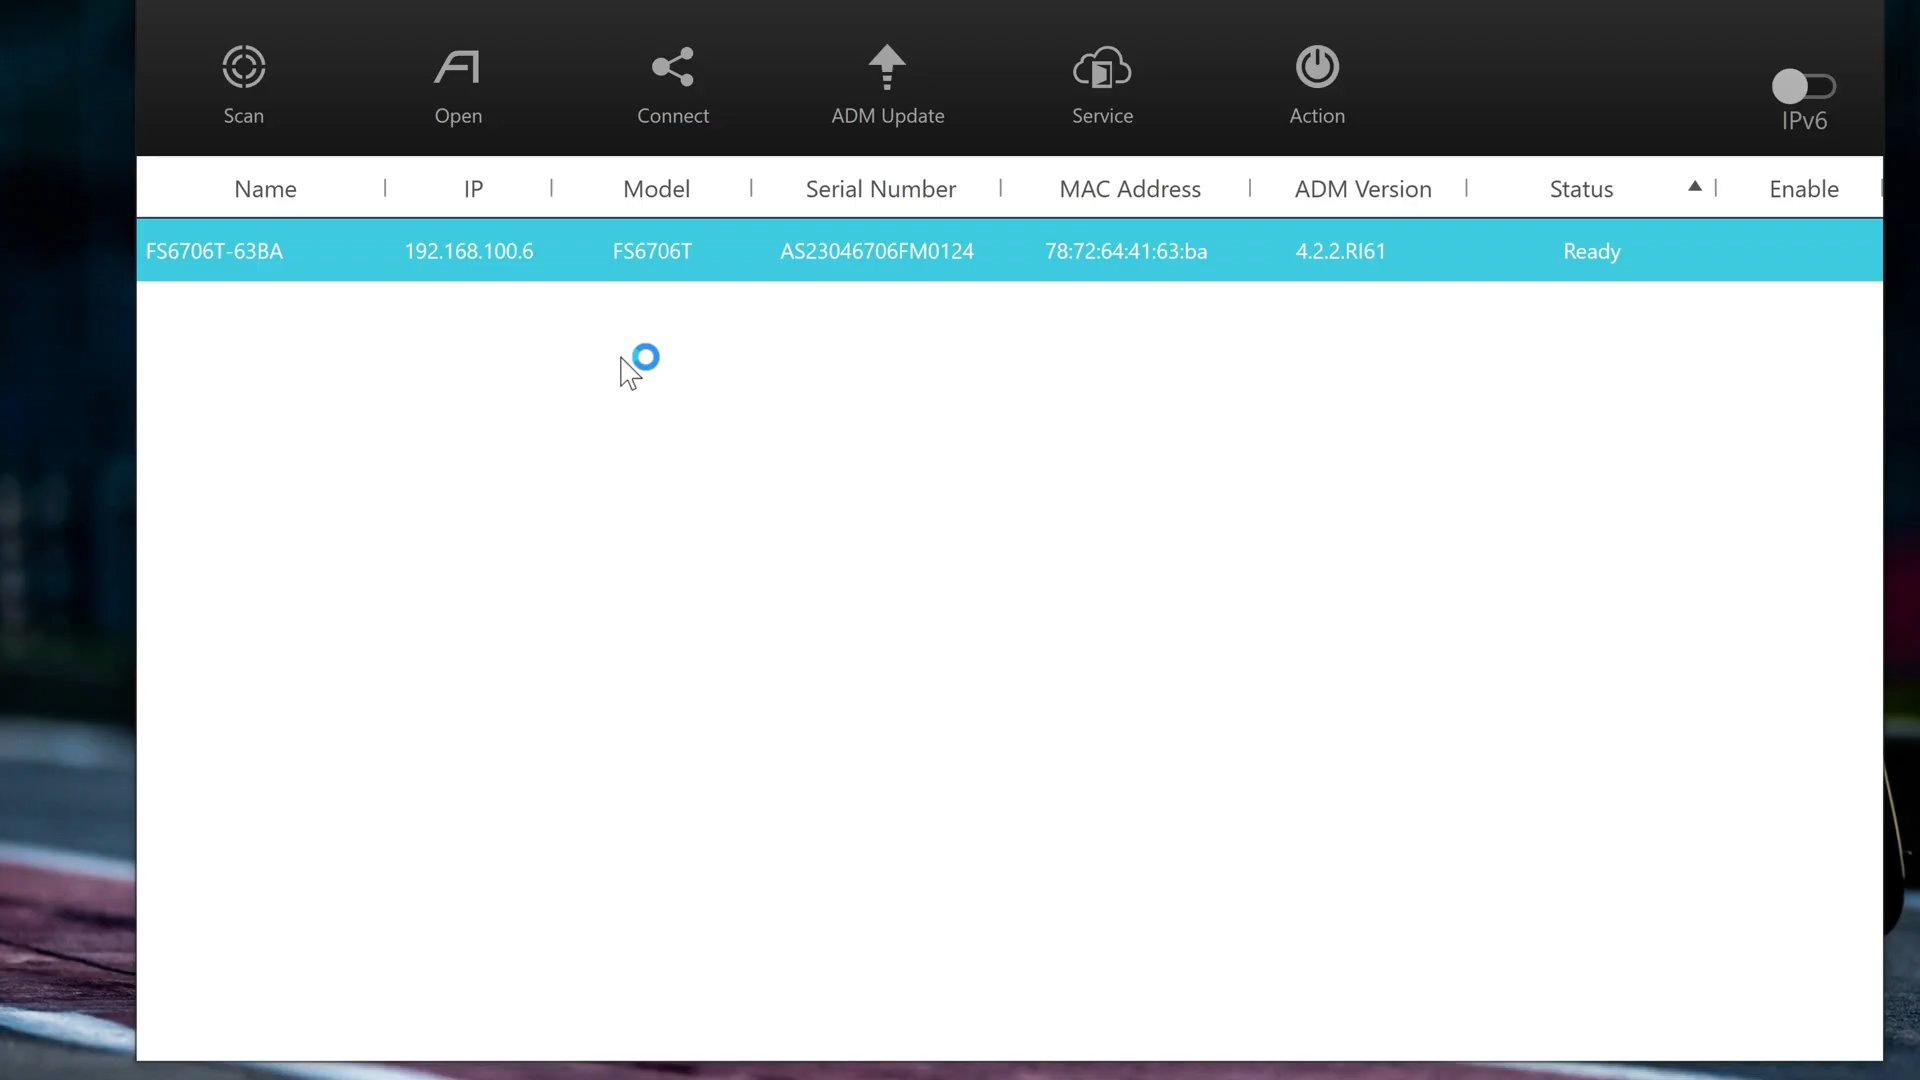 Scan Open Connect ADM Update Service Action IPv6
Name IP Model Serial Number MAC Address ADM Version Status Enable
FS6706T-63BA 192.168.100.6 FS6706T AS23046706FM0124 78:72:64:41:63:ba 4.2.2.RI61 Ready